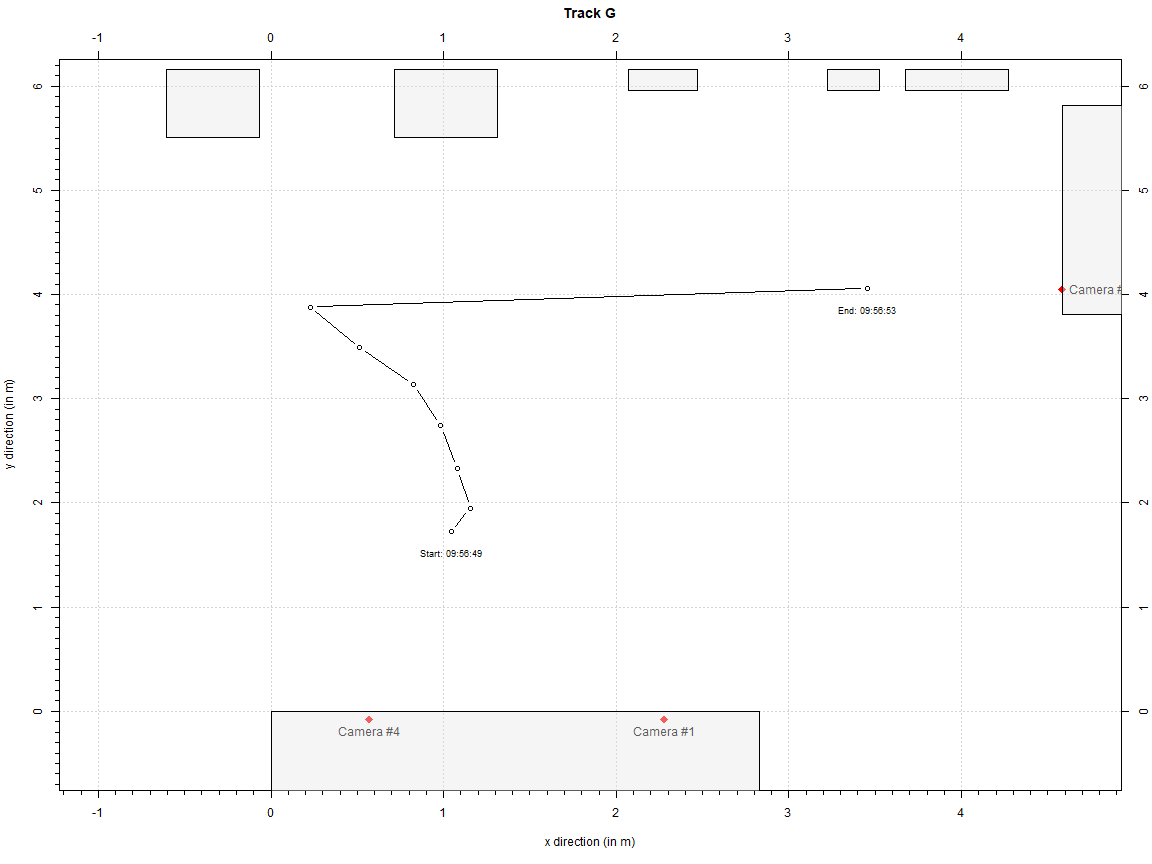 Track G
-1 0 1 2 3 4
6 6
5 5
Camera #
4 4
End: 09:56:53
3 3
y direction (in m)
2 2
Start: 09:56:49
1 1
0 0
Camera #4 Camera #1
-1 0 1 2 3 4
x direction (in m)